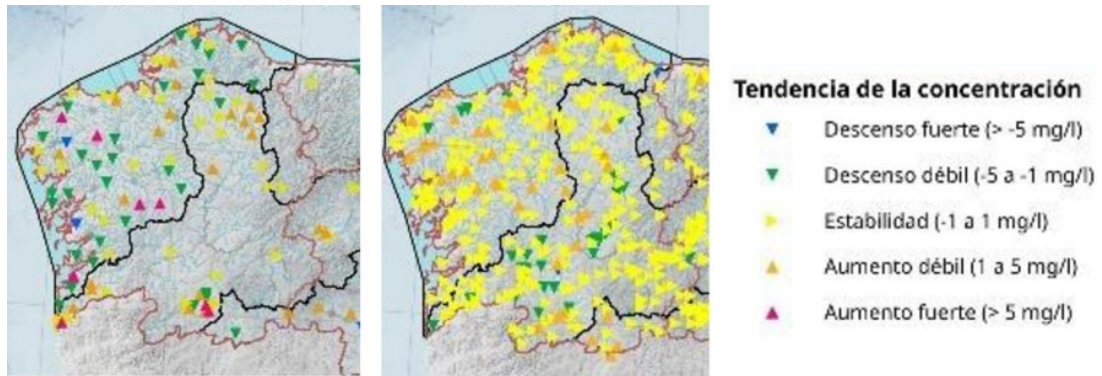 Tendencia de la concentración
Descenso fuerte (> -5 mg/l)
Descenso débil (-5 a -1 mg/l)
Estabilidad (-1 a 1 mg/l)
Aumento débil (1 a 5 mg/l)
Aumento fuerte (> 5 mg/l)